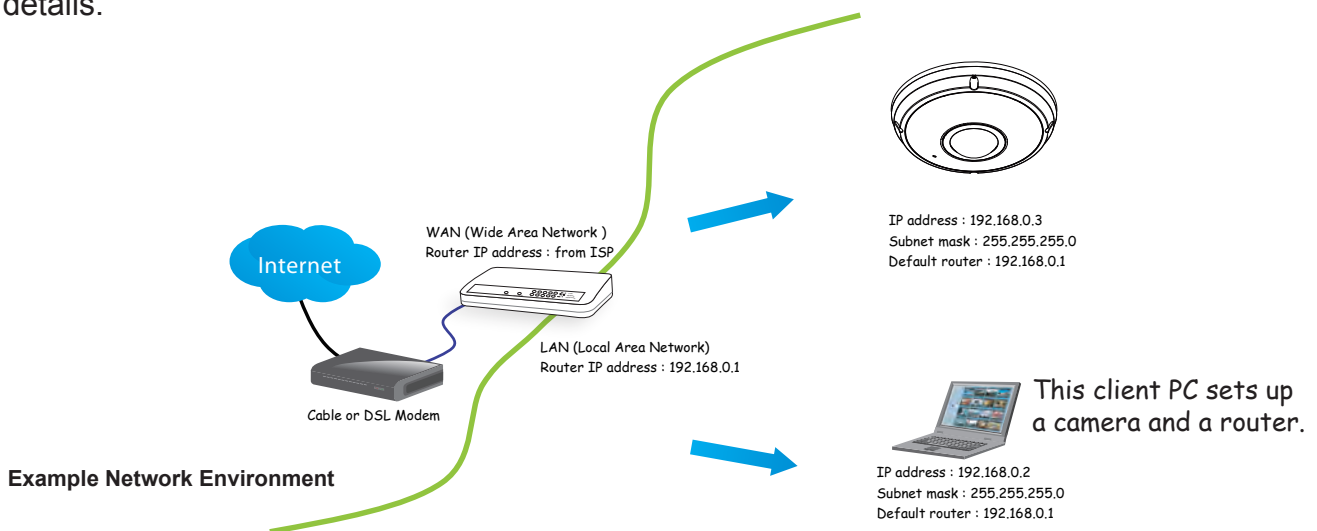 details.
WAN (Wide Area Network )
Router IP address : from ISP
Internet
LAN (Local Area Network)
Router IP address : 192.168.0.1
Cable or DSL Modem
IP address : 192.168.0.3
Subnet mask : 255.255.255.0
Default router : 192.168.0.1
This client PC sets up
a camera and a router.
IP address : 192.168.0.2
Subnet mask : 255.255.255.0
Default router : 192.168.0.1
Example Network Environment